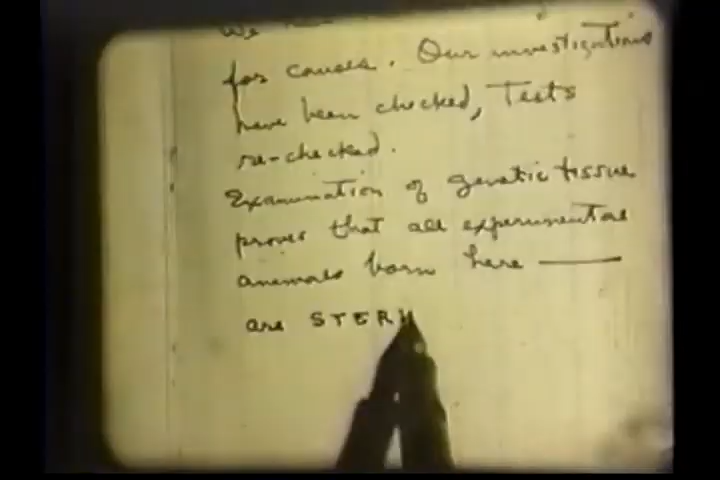 We
for causes. Our investigations
have been checked, Tests
re-checked.
Examination of genetic tissue
proves that all experimental
animals born here ——
are STERI